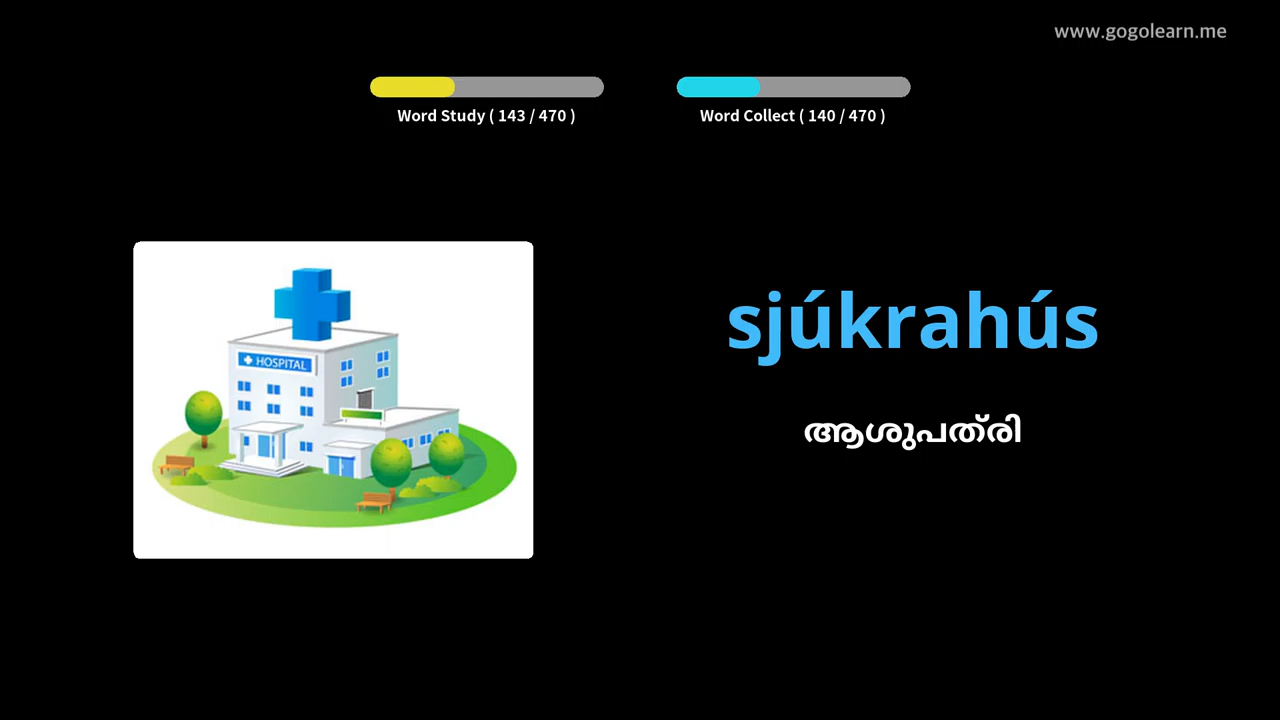 www.gogolearn.me
Word Study ( 143 / 470 )
Word Collect ( 140 / 470 )
HOSPITAL
sjúkrahús
ആശുപത്രി